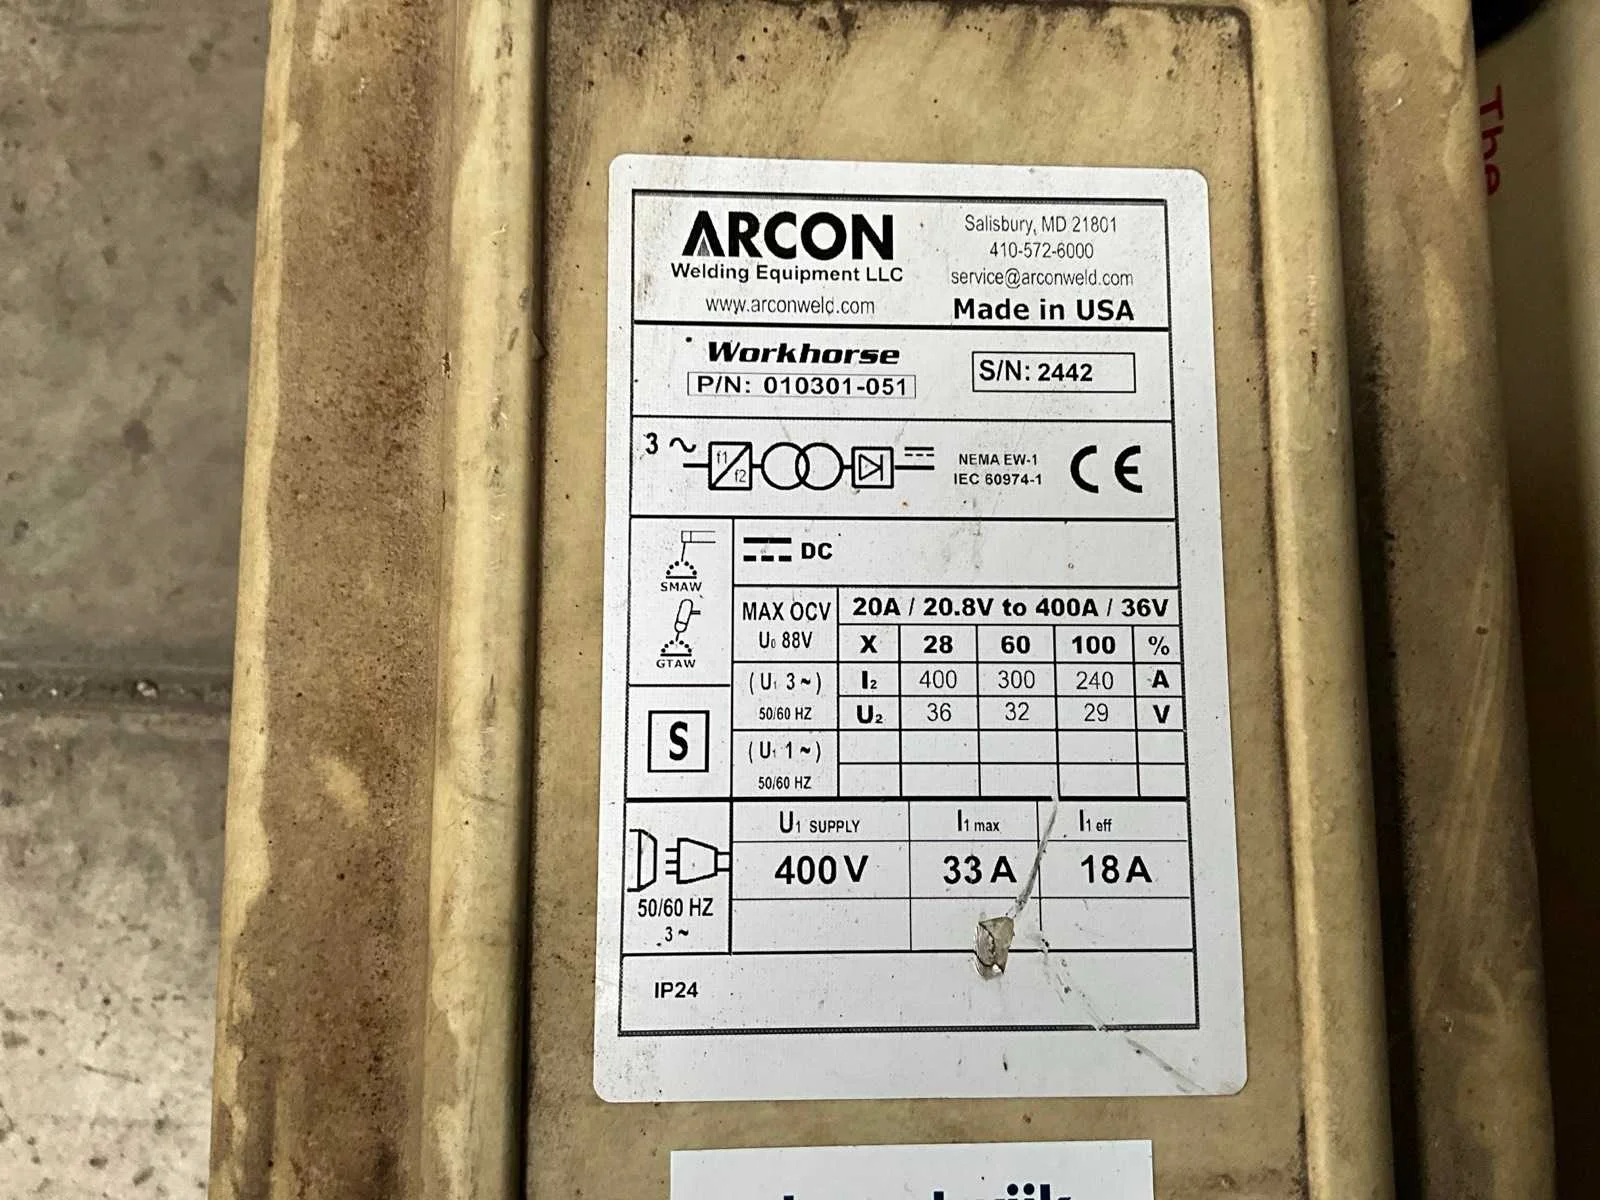 ARCON
Welding Equipment LLC
www.arconweld.com
Salisbury, MD 21801
410-572-6000
service@arconweld.com
Made in USA
Workhorse
P/N: 010301-051
S/N: 2442
3 ~
f1
f2
NEMA EW-1
IEC 60974-1
CE
SMAW
GTAW
S
DC
MAX OCV
U₀ 88V
20A / 20.8V to 400A / 36V
X 28 60 100 %
(U₁ 3~)
50/60 HZ
I₂ 400 300 240 A
U₂ 36 32 29 V
(U₁ 1~)
50/60 HZ
50/60 HZ
3~
U₁ SUPPLY I₁ max I₁ eff
400V 33A 18A
IP24
The